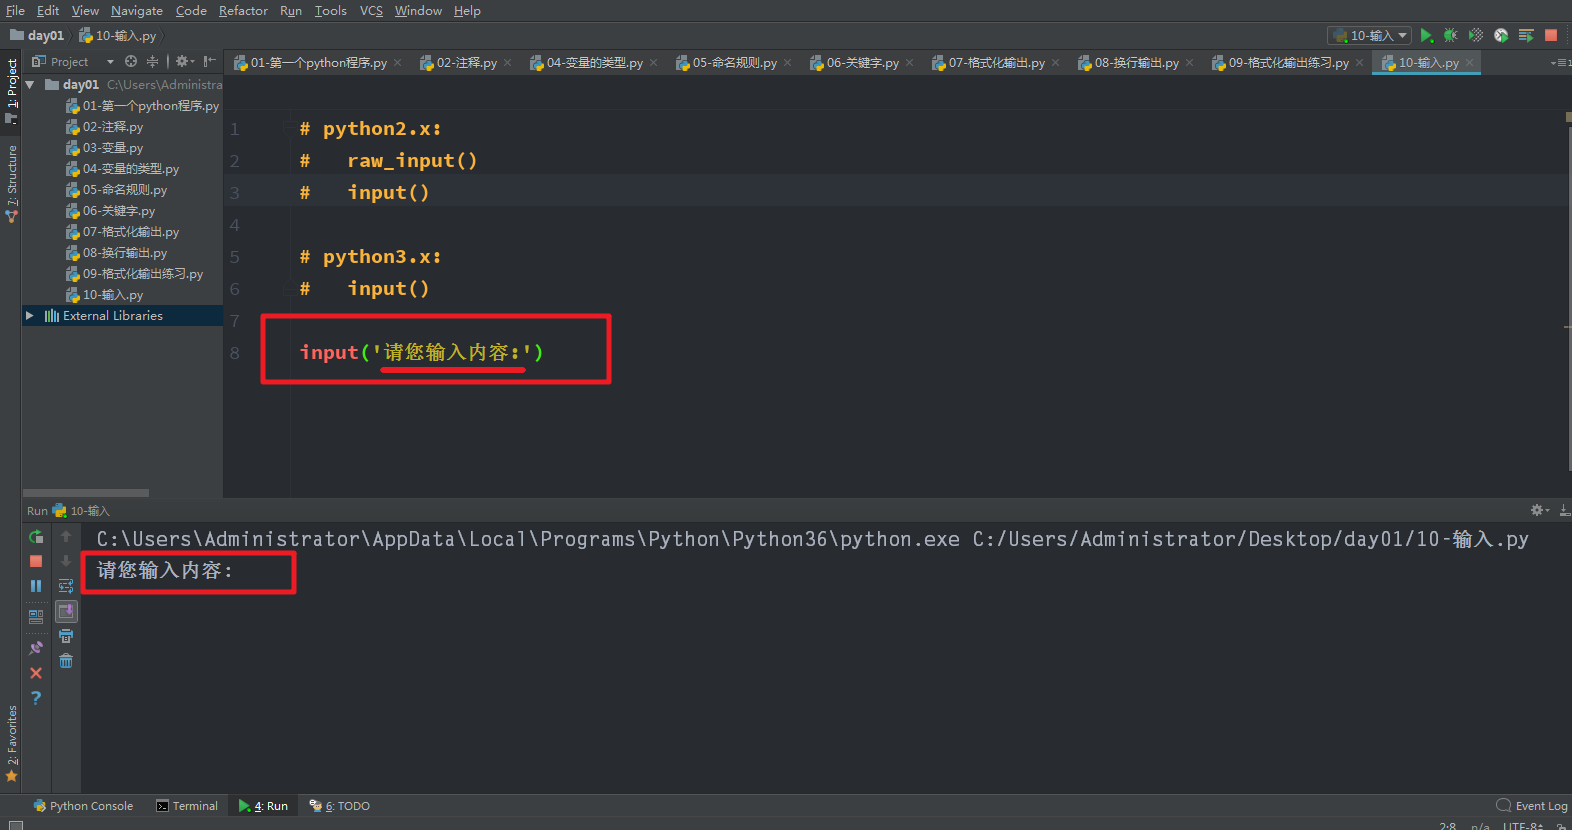 File Edit View Navigate Code Refactor Run Tools VCS Window Help
day01 10-输入.py 10-输入
Project
01-第一个python程序.py 02-注释.py 04-变量的类型.py 05-命名规则.py 06-关键字.py 07-格式化输出.py 08-换行输出.py 09-格式化输出练习.py 10-输入.py
1: Project
7: Structure
2: Favorites
day01 C:\Users\Administra
01-第一个python程序.py
02-注释.py
03-变量.py
04-变量的类型.py
05-命名规则.py
06-关键字.py
07-格式化输出.py
08-换行输出.py
09-格式化输出练习.py
10-输入.py
External Libraries
1 # python2.x:
2 # raw_input()
3 # input()
4
5 # python3.x:
6 # input()
7
8 input('请您输入内容:')
Run 10-输入
C:\Users\Administrator\AppData\Local\Programs\Python\Python36\python.exe C:/Users/Administrator/Desktop/day01/10-输入.py
请您输入内容:
Python Console Terminal 4: Run 6: TODO Event Log
2:8 n/a UTF-8